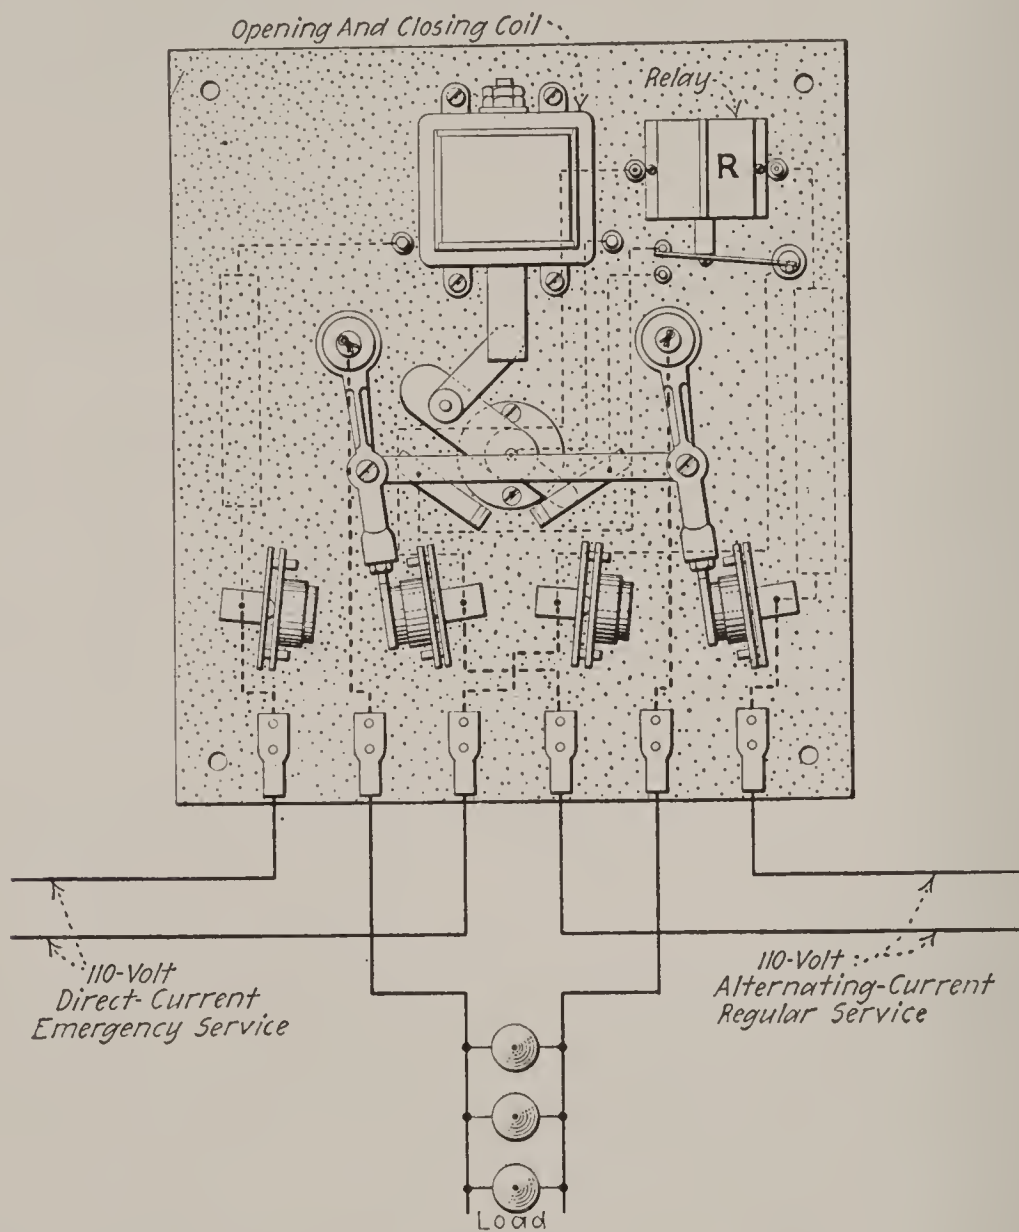 Opening And Closing Coil
Relay
R
110-Volt
Direct-Current
Emergency Service
110-Volt
Alternating-Current
Regular Service
Load